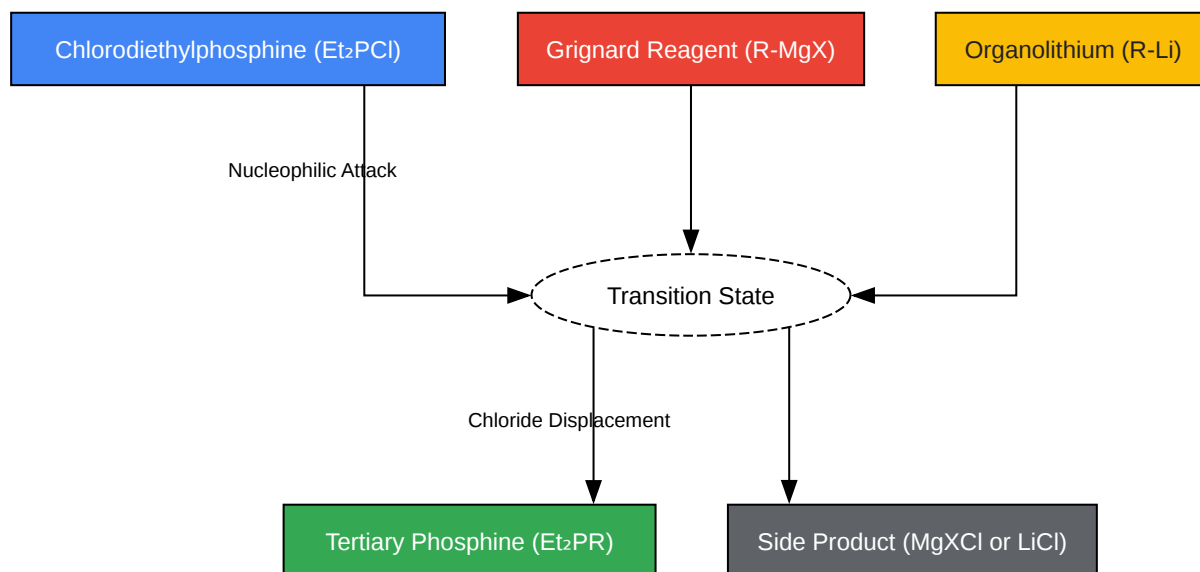 Chlorodiethylphosphine (Et₂PCl)
Grignard Reagent (R-MgX)
Organolithium (R-Li)
Nucleophilic Attack
Transition State
Chloride Displacement
Tertiary Phosphine (Et₂PR)
Side Product (MgXCl or LiCl)